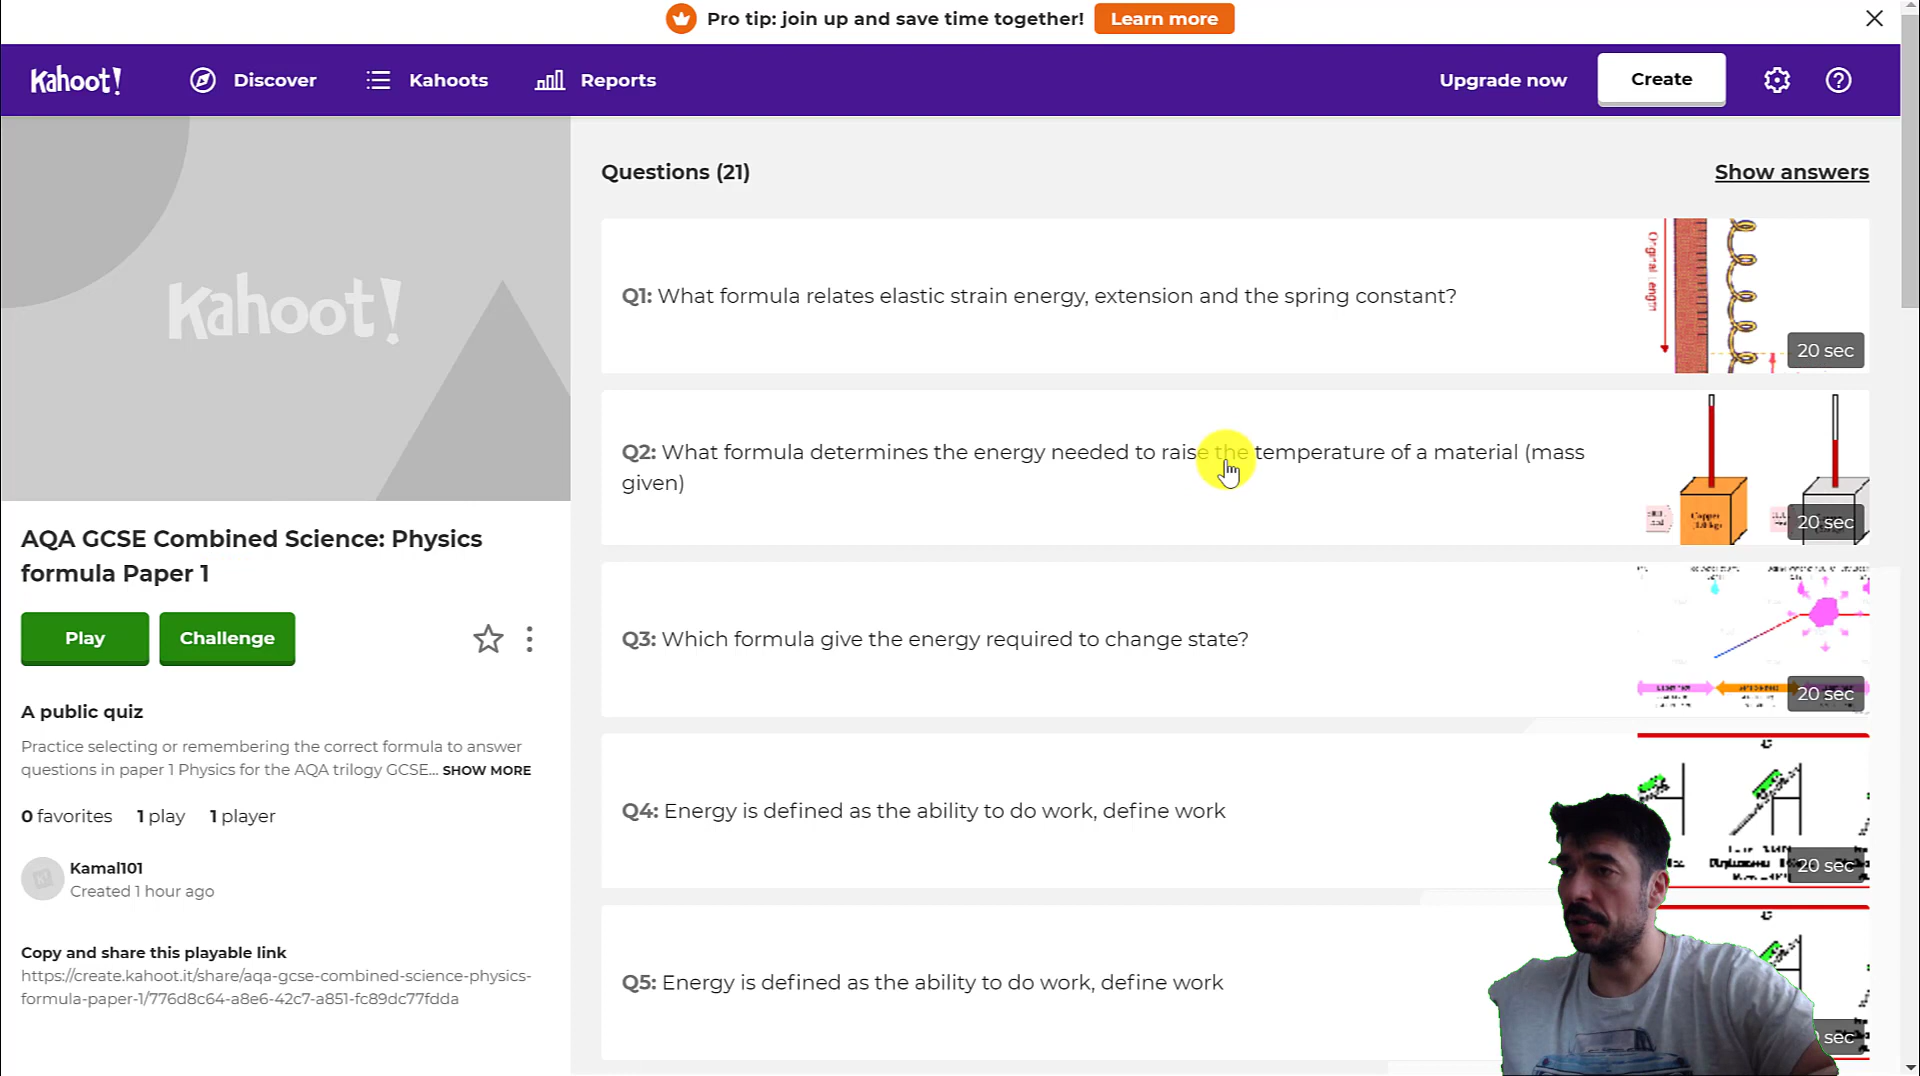 Pro tip: join up and save time together!
Learn more
Kahoot!
Discover
Kahoots
Reports
Upgrade now
Create
Kahoot!
AQA GCSE Combined Science: Physics
formula Paper 1
Play
Challenge
A public quiz
Practice selecting or remembering the correct formula to answer
questions in paper 1 Physics for the AQA trilogy GCSE... SHOW MORE
0 favorites 1 play 1 player
Kamal101
Created 1 hour ago
Copy and share this playable link
https://create.kahoot.it/share/aqa-gcse-combined-science-physics-
formula-paper-1/776d8c64-a8e6-42c7-a851-fc89dc77fdda
Questions (21)
Show answers
Q1: What formula relates elastic strain energy, extension and the spring constant?
Original length
20 sec
Q2: What formula determines the energy needed to raise the temperature of a material (mass
given)
Copper
20 sec
Q3: Which formula give the energy required to change state?
20 sec
Q4: Energy is defined as the ability to do work, define work
20 sec
Q5: Energy is defined as the ability to do work, define work
sec